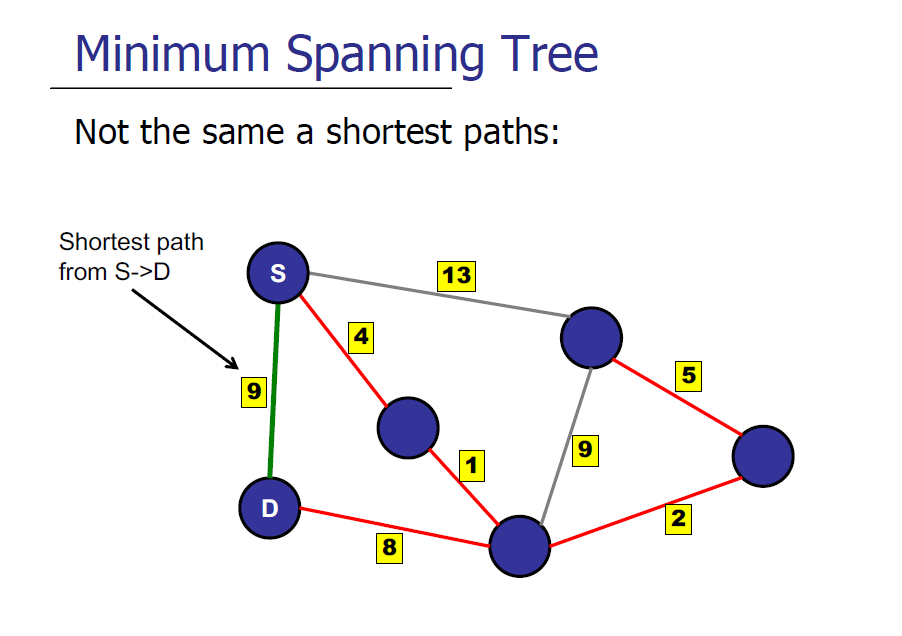 Minimum Spanning Tree
Not the same a shortest paths:
Shortest path
from S->D
S
13
4
5
9
9
1
D
2
8